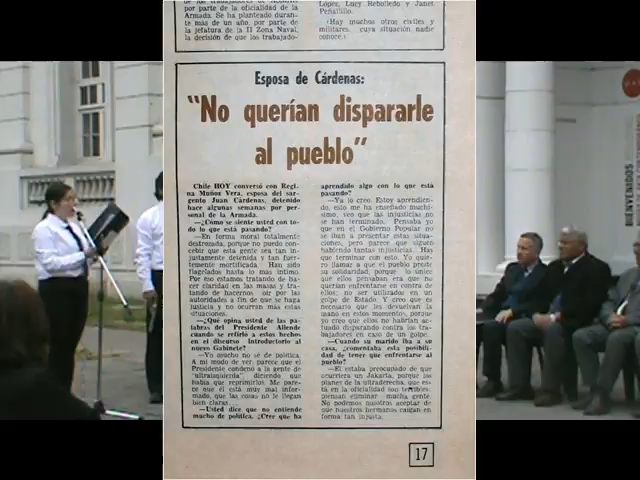 por parte de la oficialidad de la
Armada. Se ha planteado duran-
te más de un año, por parte de
la jefatura de la II Zona Naval,
la decisión de que los trabajado-
López, Lucy Rebolledo y Janet
Peñailillo.
(Hay muchos otros civiles y
militares, cuya situación nadie
conoce.)
Esposa de Cárdenas:
"No querían dispararle
al pueblo"
Chile HOY conversó con Regi-
na Muñoz Vera, esposa del sar-
gento Juan Cárdenas, detenido
hace algunas semanas por per-
sonal de la Armada.
—¿Cómo se siente usted con to-
do lo que está pasando?
—En forma moral totalmente
destrozada, porque no puedo con-
cebir que esta gente sea tan in-
justamente detenida y tan fuer-
temente mortificada. Han sido
flagelados hasta lo más íntimo.
Por eso estamos tratando de ha-
cer claridad en las masas y tra-
tando de hacernos oír por las
autoridades a fin de que se haga
justicia y no ocurran más estas
situaciones.
—¿Qué opina usted de las pa-
labras del Presidente Allende
cuando se refirió a estos hechos
en el discurso introductorio al
nuevo Gabinete?
—Yo mucho no sé de política.
A mi modo de ver, parece que el
Presidente condenó a la gente de
"ultraizquierda", diciendo que
había que reprimirlos. Me pare-
ce que él está muy mal infor-
mado, que las cosas no le llegan
bien claras...
—Usted dice que no entiende
mucho de política. ¿Cree que ha
aprendido algo con lo que está
pasando?
—Ya lo creo. Estoy aprendien-
do, esto me ha enseñado muchí-
simo, veo que las injusticias no
se han terminado. Pensaba yo
que en el Gobierno Popular no
se iban a presentar estas situa-
ciones, pero parece que siguen
habiendo tantas injusticias. Hay
que terminar con esto. Yo quie-
ro llamar a que el pueblo preste
su solidaridad, porque lo único
que ellos pensaban era que no
querían enfrentarse en contra de
ellos; no ser utilizados en un
golpe de Estado. Y creo que es
necesario que les devuelvan la
mano en estos momentos, porque
yo creo que ellos no habrían ac-
tuado disparando contra los tra-
bajadores en caso de un golpe.
—Cuando su marido iba a su
casa, ¿comentaba esta posibili-
dad de tener que enfrentarse al
pueblo?
—El estaba preocupado de que
ocurriera un Jakarta, porque los
planes de la ultraderecha, que es-
tá en la oficialidad son terribles:
piensan eliminar mucha gente.
No podemos nosotros aceptar de
que nuestros hermanos caigan en
forma tan injusta.
17
BIENVENIDOS